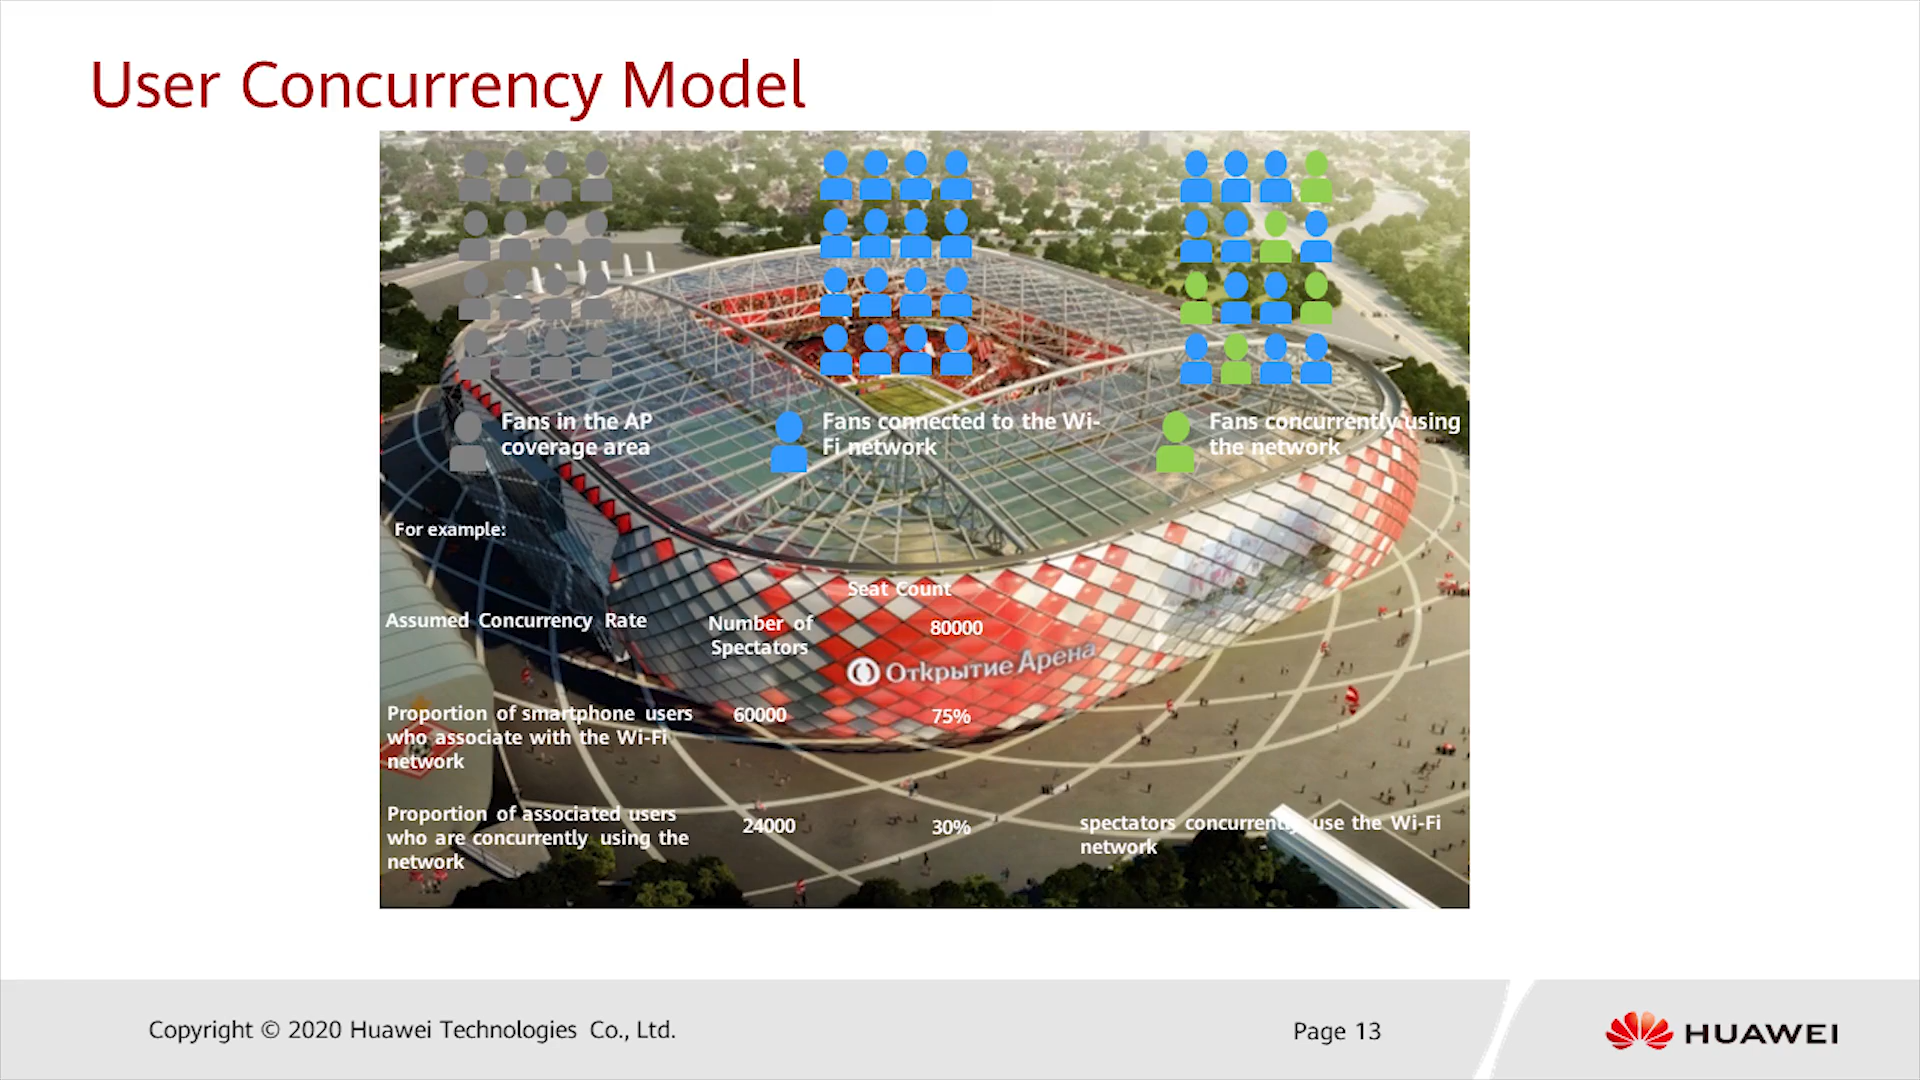 User Concurrency Model
Fans in the AP
coverage area
Fans connected to the Wi-
Fi network
Fans concurrently using
the network
For example:
Seat Count
Assumed Concurrency Rate
Number of
Spectators
80000
Открытие Арена
Proportion of smartphone users
who associate with the Wi-Fi
network
60000
75%
Proportion of associated users
who are concurrently using the
network
24000
30%
spectators concurrently use the Wi-Fi
network
Copyright © 2020 Huawei Technologies Co., Ltd.
Page 13
HUAWEI